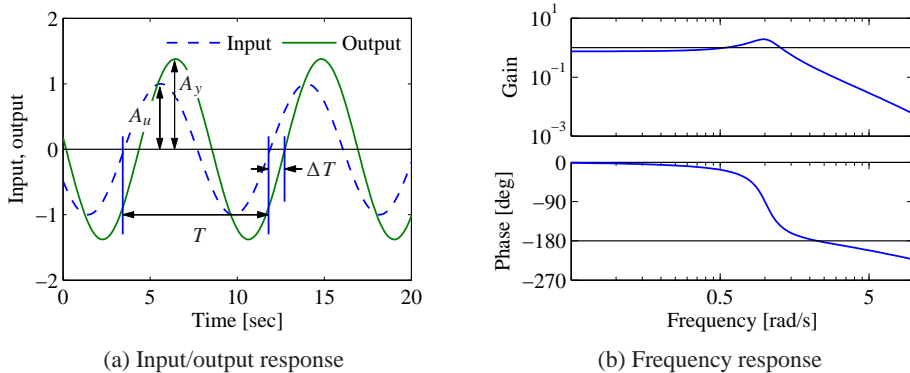 2
1
0
−1
−2
Input, output
Input
Output
A_u
A_y
ΔT
T
0 5 10 15 20
Time [sec]
(a) Input/output response
10^1
10^−1
10^−3
Gain
0
−90
−180
−270
Phase [deg]
0.5 5
Frequency [rad/s]
(b) Frequency response